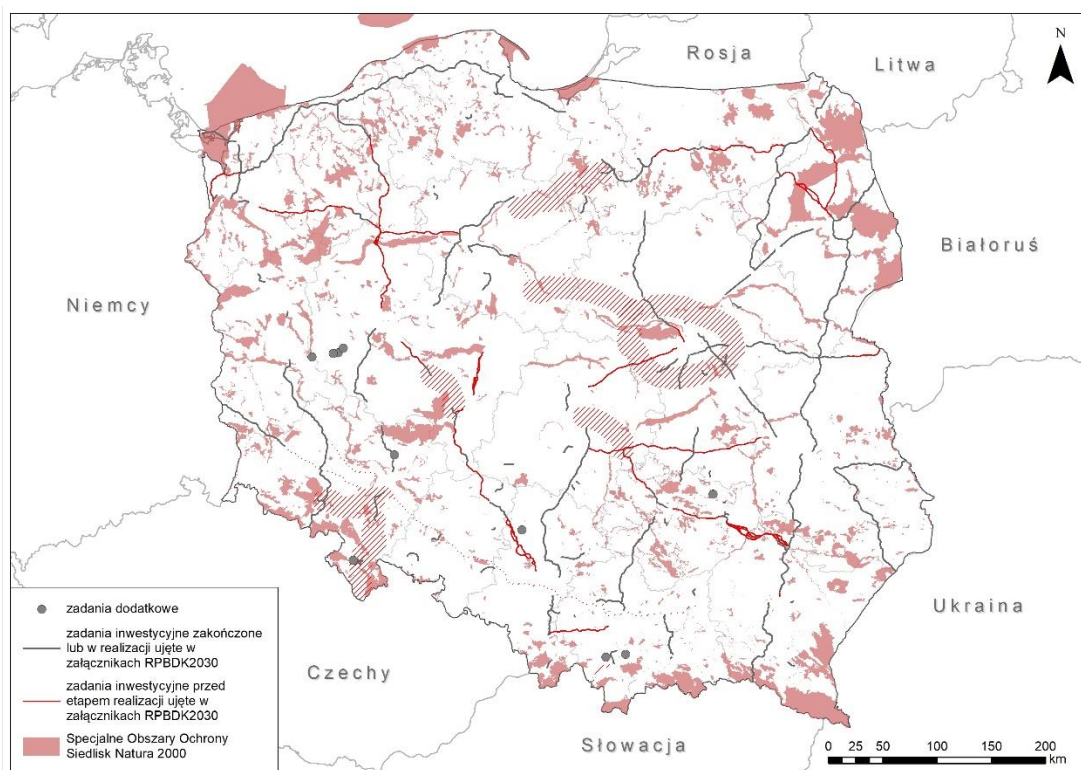 N
Rosja
Litwa
Białoruś
Niemcy
Ukraina
Czechy
Słowacja
zadania dodatkowe
zadania inwestycyjne zakończone
lub w realizacji ujęte w
załącznikach RPBDK2030
zadania inwestycyjne przed
etapem realizacji ujęte w
załącznikach RPBDK2030
Specjalne Obszary Ochrony
Siedlisk Natura 2000
0 25 50 100 150 200
km